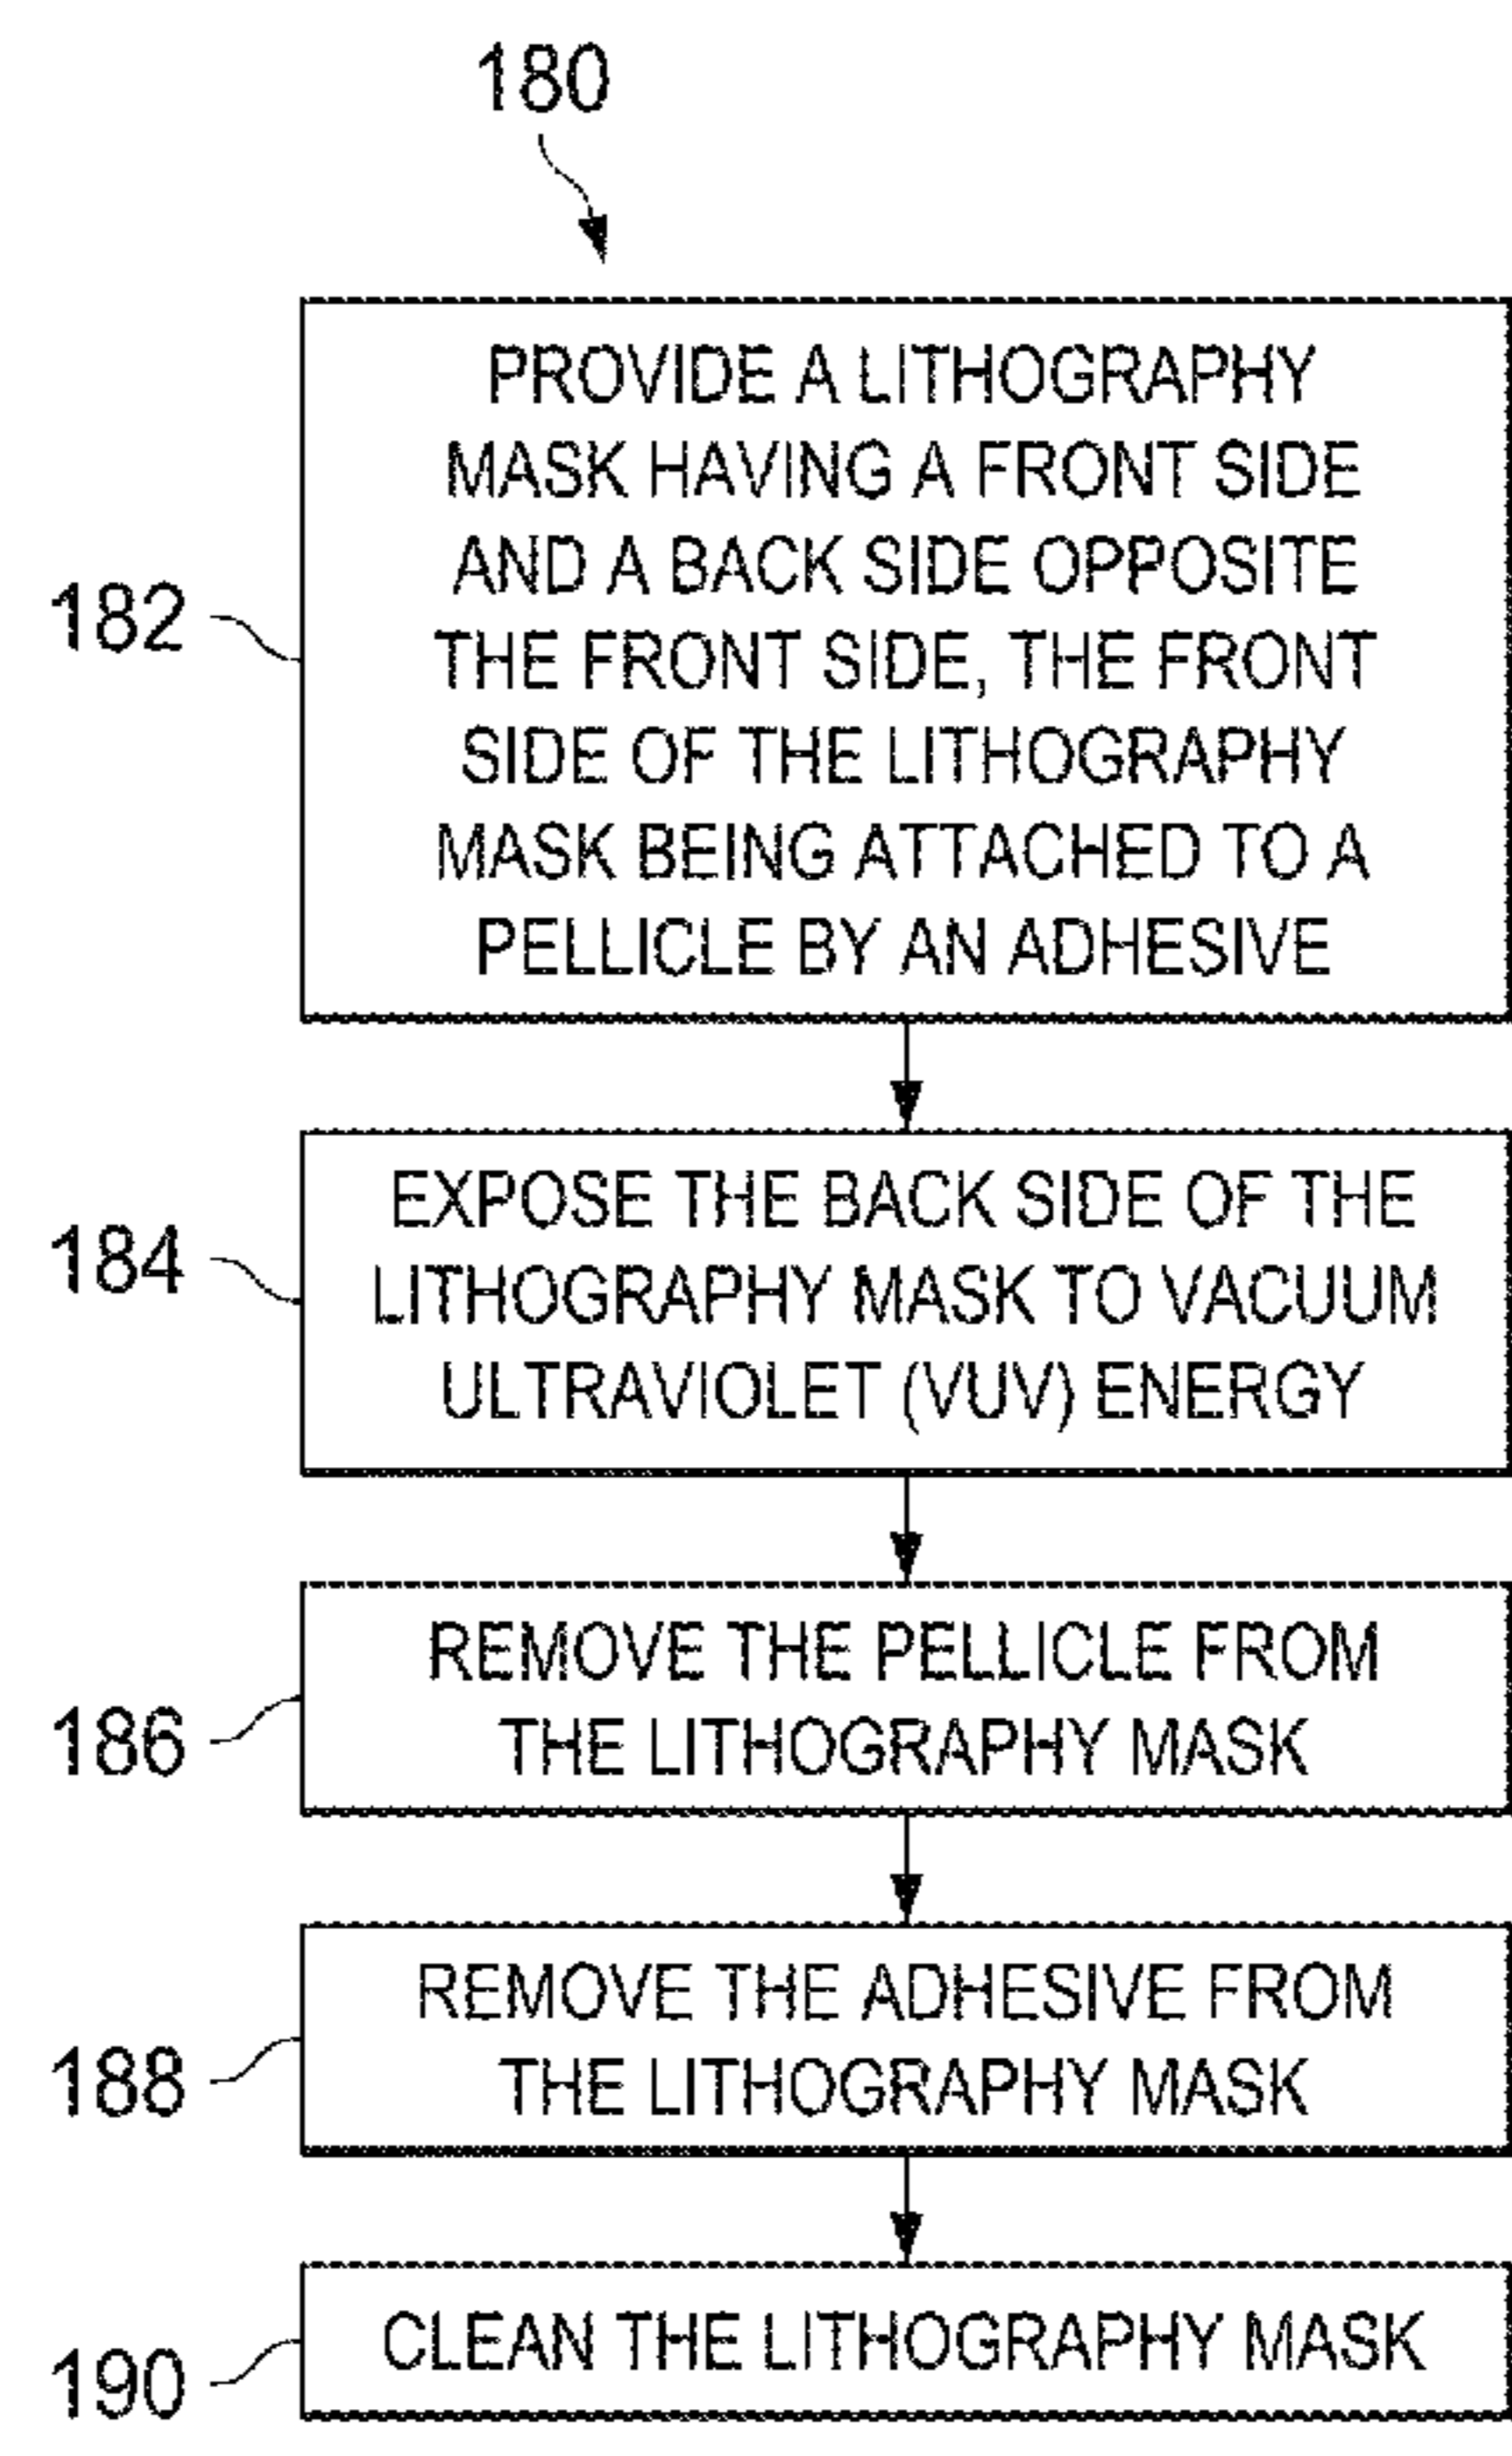 180
182
PROVIDE A LITHOGRAPHY
MASK HAVING A FRONT SIDE
AND A BACK SIDE OPPOSITE
THE FRONT SIDE, THE FRONT
SIDE OF THE LITHOGRAPHY
MASK BEING ATTACHED TO A
PELLICLE BY AN ADHESIVE
184
EXPOSE THE BACK SIDE OF THE
LITHOGRAPHY MASK TO VACUUM
ULTRAVIOLET (VUV) ENERGY
186
REMOVE THE PELLICLE FROM
THE LITHOGRAPHY MASK
188
REMOVE THE ADHESIVE FROM
THE LITHOGRAPHY MASK
190
CLEAN THE LITHOGRAPHY MASK